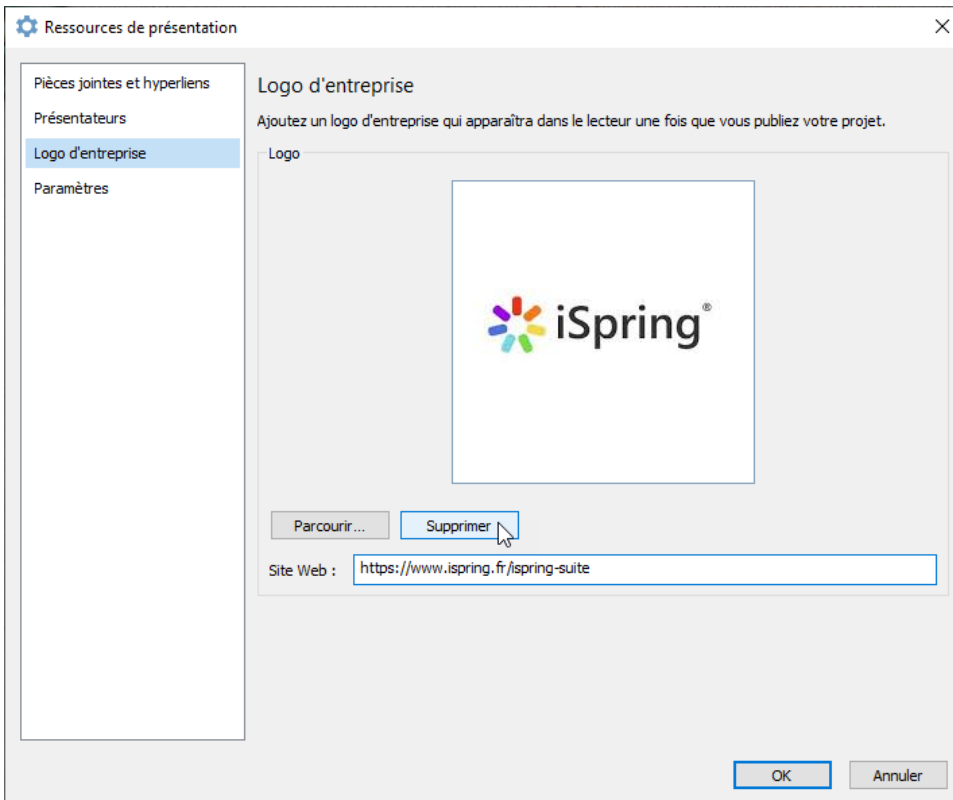 Ressources de présentation
Pièces jointes et hyperliens
Présentateurs
Logo d'entreprise
Paramètres
Logo d'entreprise
Ajoutez un logo d'entreprise qui apparaîtra dans le lecteur une fois que vous publiez votre projet.
Logo
iSpring®
Parcourir... Supprimer
Site Web : https://www.ispring.fr/ispring-suite
OK Annuler